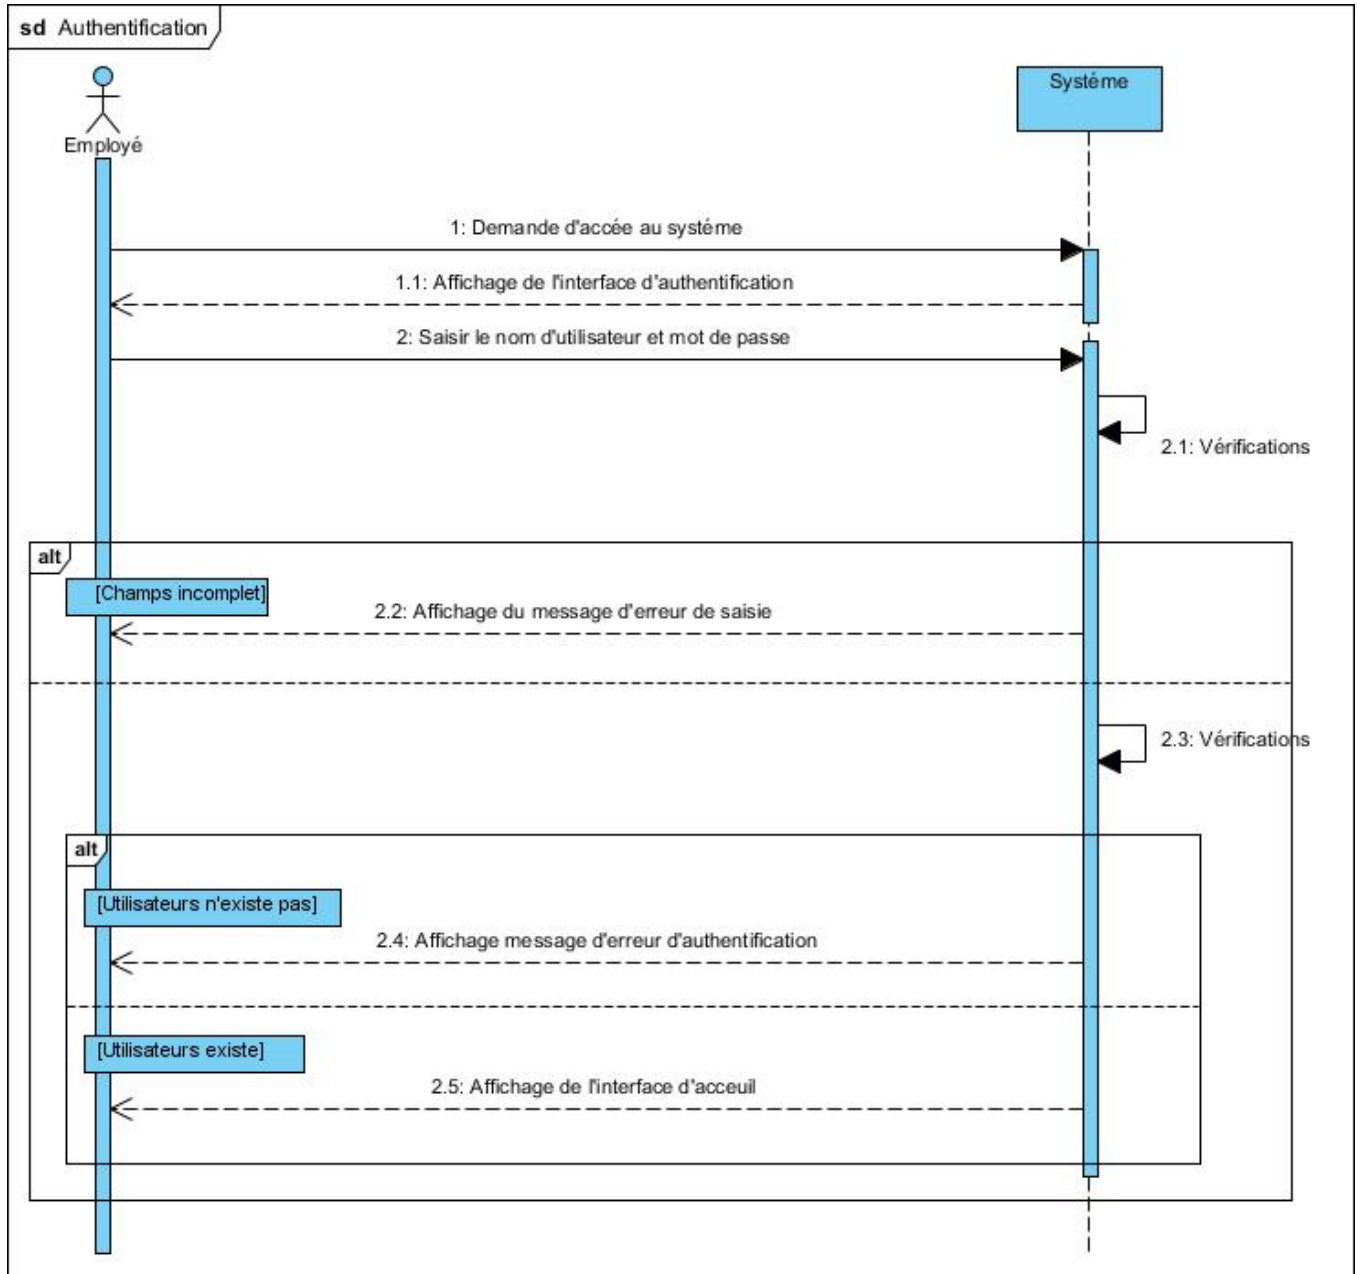 sd Authentification
Employé
Systéme
1: Demande d'accée au systéme
1.1: Affichage de l'interface d'authentification
2: Saisir le nom d'utilisateur et mot de passe
2.1: Vérifications
alt
[Champs incomplet]
2.2: Affichage du message d'erreur de saisie
2.3: Vérifications
alt
[Utilisateurs n'existe pas]
2.4: Affichage message d'erreur d'authentification
[Utilisateurs existe]
2.5: Affichage de l'interface d'acceuil